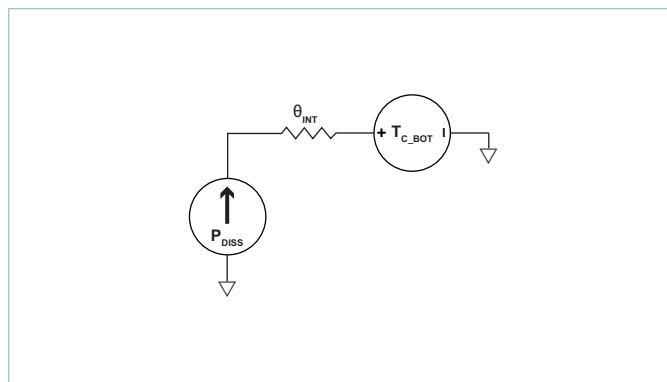 θINT
+ TC_BOT –
PDISS